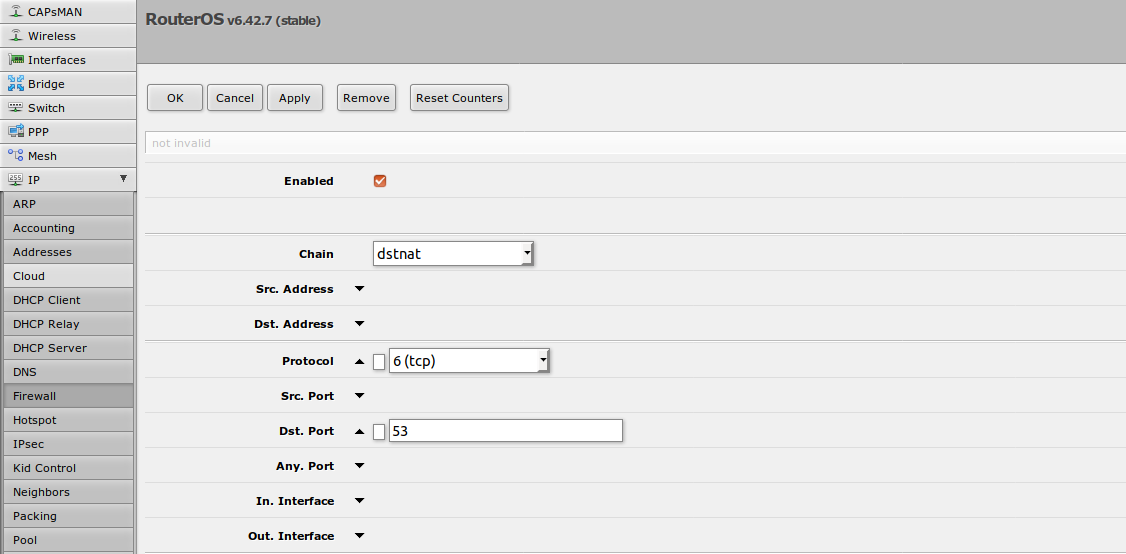 CAPsMAN
Wireless
Interfaces
Bridge
Switch
PPP
Mesh
255 IP
ARP
Accounting
Addresses
Cloud
DHCP Client
DHCP Relay
DHCP Server
DNS
Firewall
Hotspot
IPsec
Kid Control
Neighbors
Packing
Pool
RouterOS v6.42.7 (stable)
OK Cancel Apply Remove Reset Counters
not invalid
Enabled
Chain dstnat
Src. Address
Dst. Address
Protocol 6 (tcp)
Src. Port
Dst. Port 53
Any. Port
In. Interface
Out. Interface